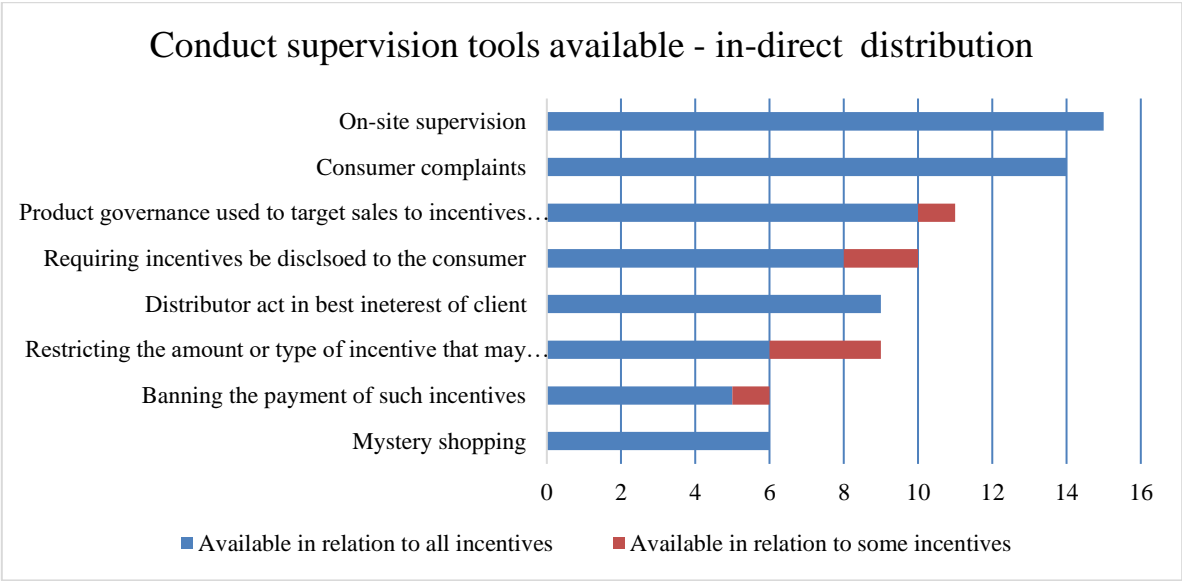 Conduct supervision tools available - in-direct  distribution
On-site supervision
Consumer complaints
Product governance used to target sales to incentives…
Requiring incentives be disclsoed to the consumer
Distributor act in best ineterest of client
Restricting the amount or type of incentive that may…
Banning the payment of such incentives
Mystery shopping
0 2 4 6 8 10 12 14 16
Available in relation to all incentives Available in relation to some incentives